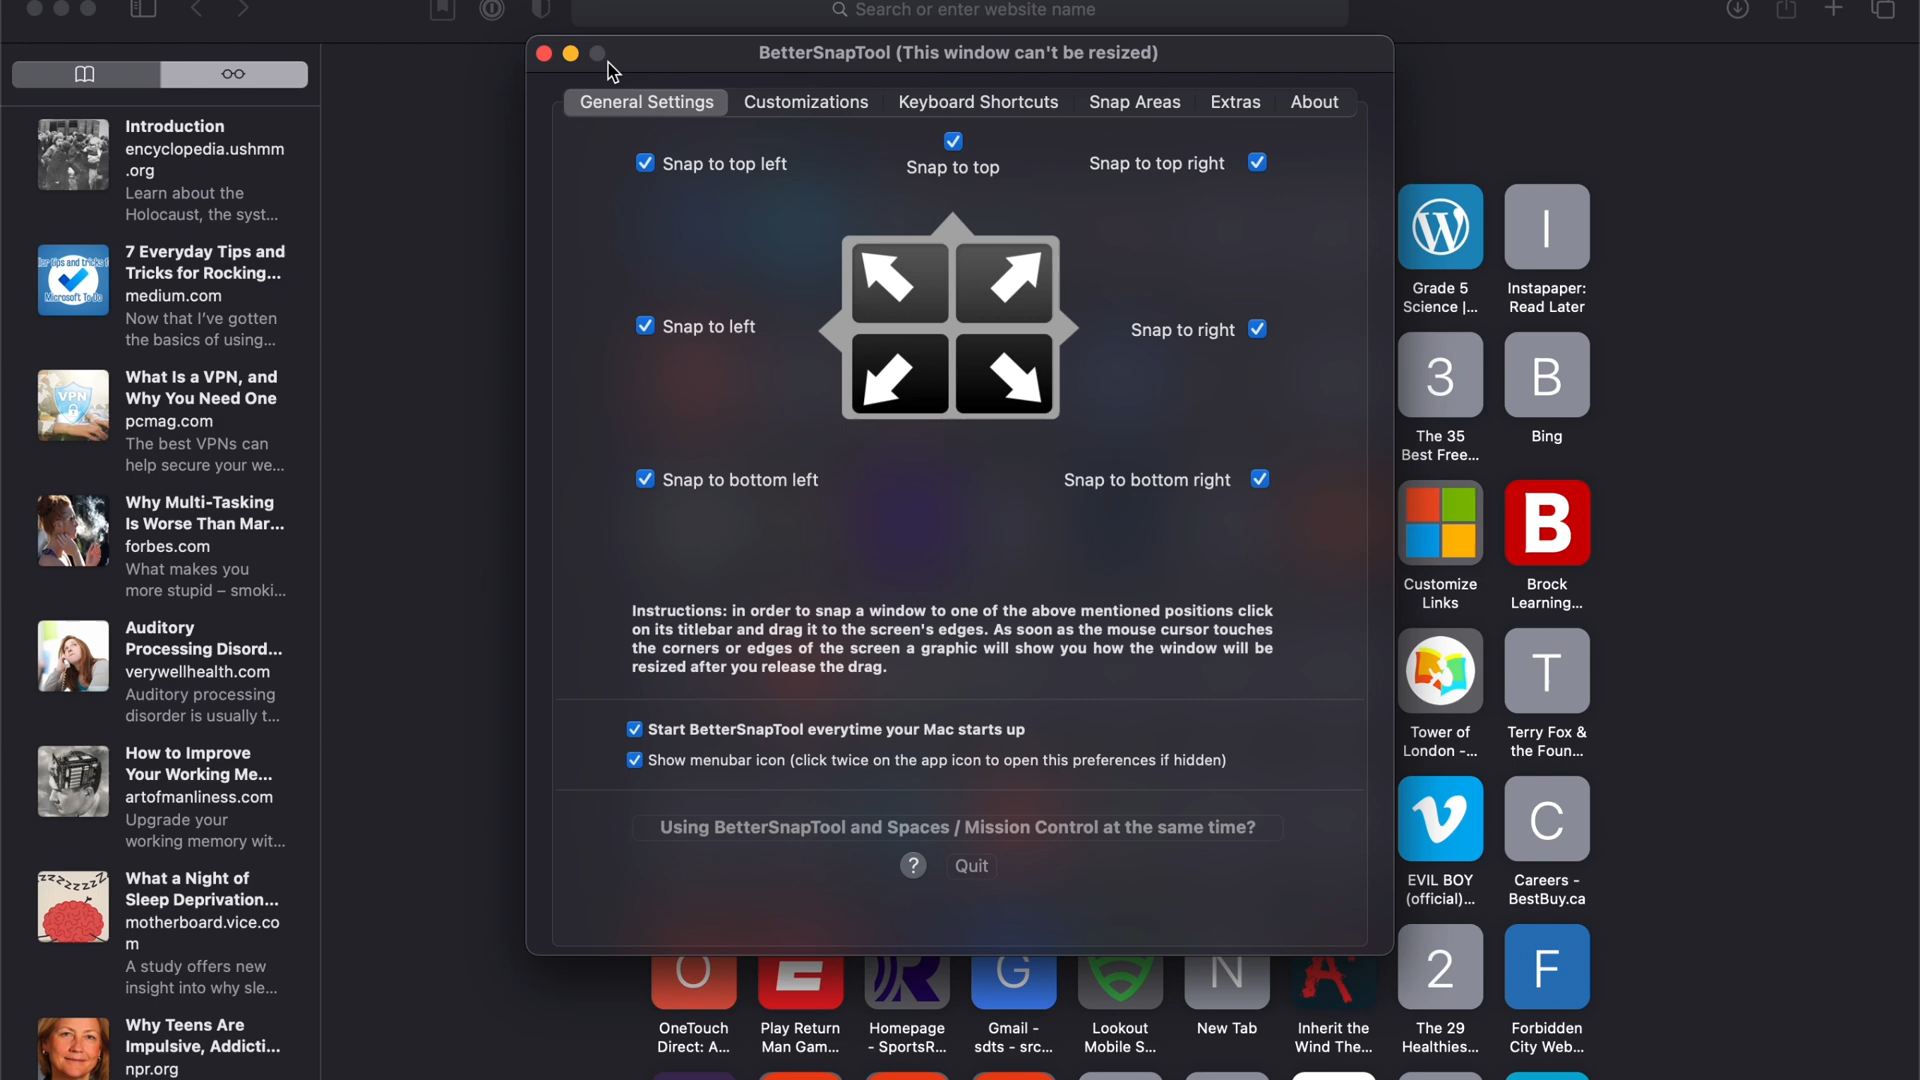 Search or enter website name
BetterSnapTool (This window can't be resized)
General Settings
Customizations
Keyboard Shortcuts
Snap Areas
Extras
About
Snap to top left
Snap to top
Snap to top right
Snap to left
Snap to right
Snap to bottom left
Snap to bottom right
Instructions: in order to snap a window to one of the above mentioned positions click
on its titlebar and drag it to the screen's edges. As soon as the mouse cursor touches
the corners or edges of the screen a graphic will show you how the window will be
resized after you release the drag.
Start BetterSnapTool everytime your Mac starts up
Show menubar icon (click twice on the app icon to open this preferences if hidden)
Using BetterSnapTool and Spaces / Mission Control at the same time?
?
Quit
Introduction
encyclopedia.ushmm
.org
Learn about the
Holocaust, the syst...
7 Everyday Tips and
Tricks for Rocking...
medium.com
Now that I've gotten
the basics of using...
What Is a VPN, and
Why You Need One
pcmag.com
The best VPNs can
help secure your we...
Why Multi-Tasking
Is Worse Than Mar...
forbes.com
What makes you
more stupid – smoki...
Auditory
Processing Disord...
verywellhealth.com
Auditory processing
disorder is usually t...
How to Improve
Your Working Me...
artofmanliness.com
Upgrade your
working memory wit...
What a Night of
Sleep Deprivation...
motherboard.vice.co
m
A study offers new
insight into why sle...
Why Teens Are
Impulsive, Addicti...
npr.org
VPN
Grade 5
Science |...
I
Instapaper:
Read Later
3
The 35
Best Free...
B
Bing
Customize
Links
B
Brock
Learning...
Tower of
London -...
T
Terry Fox &
the Foun...
EVIL BOY
(official)...
C
Careers -
BestBuy.ca
O
OneTouch
Direct: A...
Play Return
Man Gam...
Homepage
- SportsR...
G
Gmail -
sdts - src...
Lookout
Mobile S...
N
New Tab
Inherit the
Wind The...
2
The 29
Healthies...
F
Forbidden
City Web...